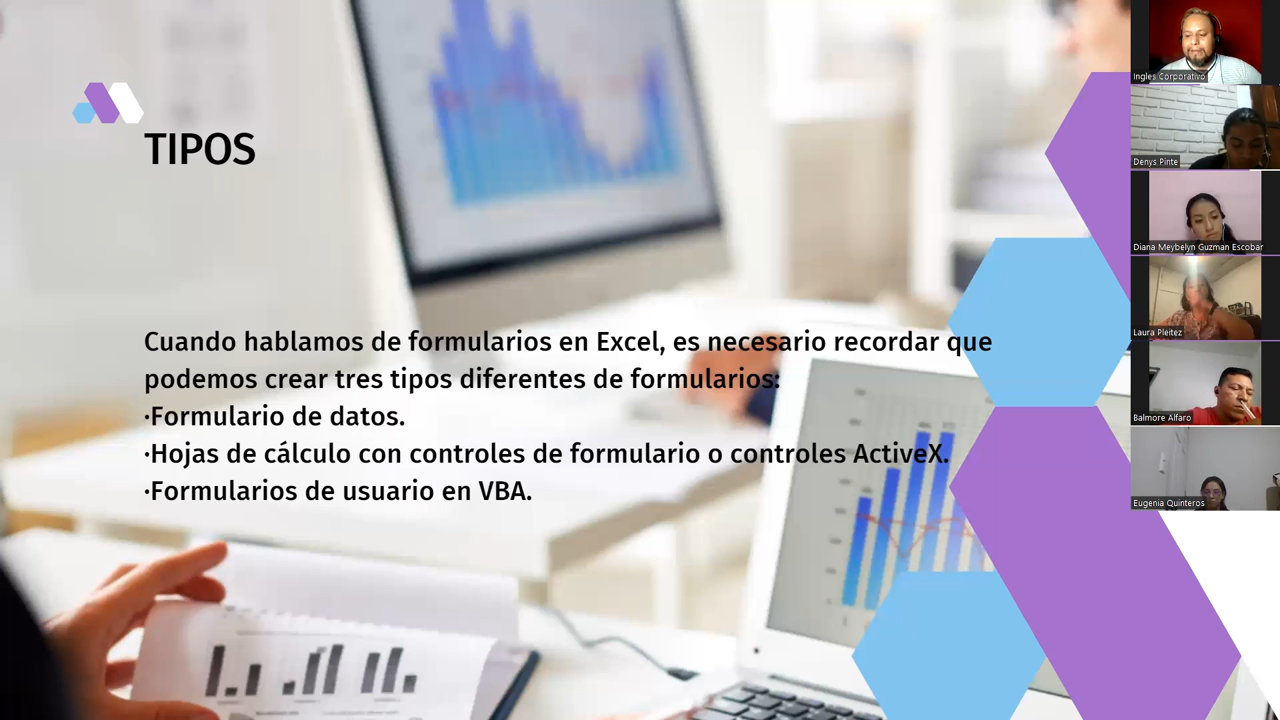 TIPOS
Cuando hablamos de formularios en Excel, es necesario recordar que
podemos crear tres tipos diferentes de formularios:
·Formulario de datos.
·Hojas de cálculo con controles de formulario o controles ActiveX.
·Formularios de usuario en VBA.
Ingles Corporativo
Denys Pinte
Diana Meybelyn Guzman Escobar
Laura Pleitez
Balmore Alfaro
Eugenia Quinteros